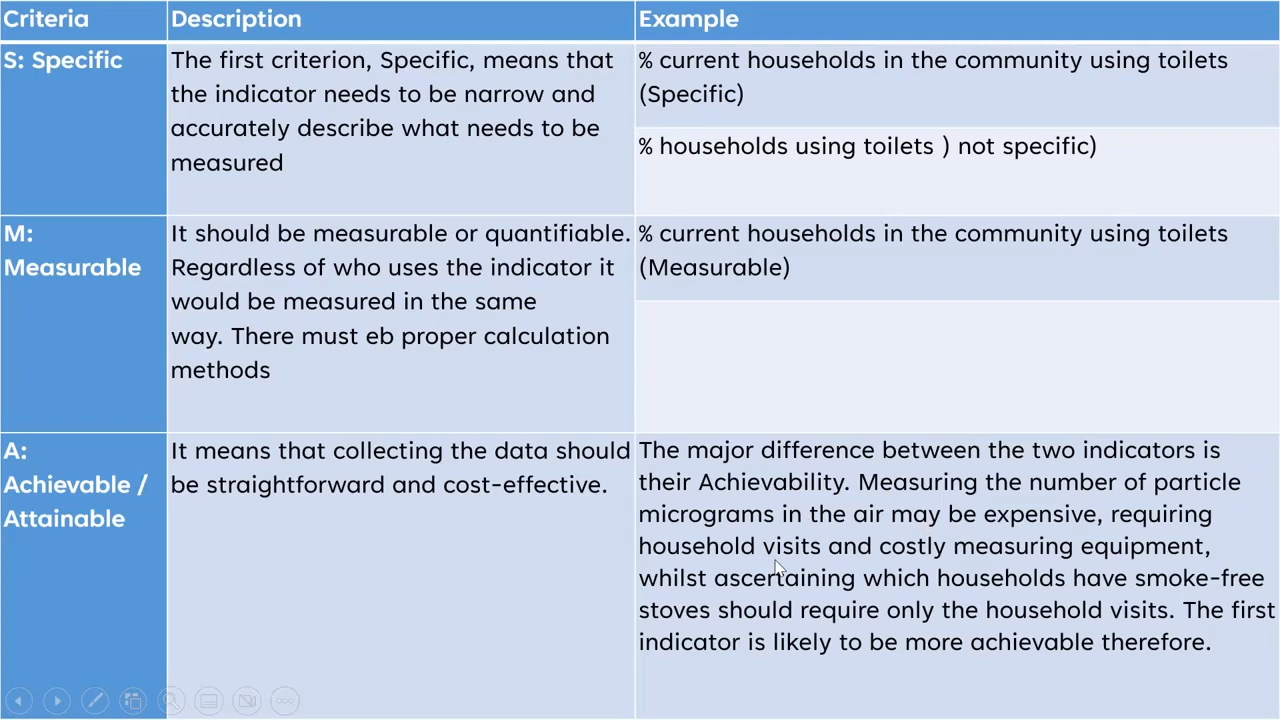 Criteria
Description
Example
S: Specific
The first criterion, Specific, means that
the indicator needs to be narrow and
accurately describe what needs to be
measured
% current households in the community using toilets
(Specific)
% households using toilets ) not specific)
M:
Measurable
It should be measurable or quantifiable.
Regardless of who uses the indicator it
would be measured in the same
way. There must eb proper calculation
methods
% current households in the community using toilets
(Measurable)
A:
Achievable /
Attainable
It means that collecting the data should
be straightforward and cost-effective.
The major difference between the two indicators is
their Achievability. Measuring the number of particle
micrograms in the air may be expensive, requiring
household visits and costly measuring equipment,
whilst ascertaining which households have smoke-free
stoves should require only the household visits. The first
indicator is likely to be more achievable therefore.